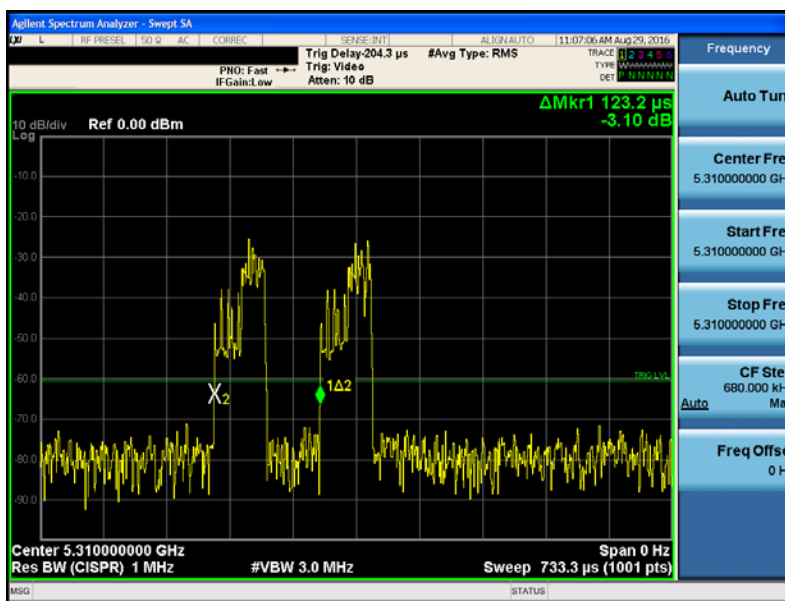 Agilent Spectrum Analyzer - Swept SA
L RF PRESEL 50 Ω AC CORREC SENSE:INT ALIGN AUTO 11:07:06 AM Aug 29, 2016
Trig Delay-204.3 µs #Avg Type: RMS TRACE 1 2 3 4 5 6
PNO: Fast Trig: Video TYPE
IFGain:Low Atten: 10 dB DET P N N N N N
Frequency
ΔMkr1 123.2 µs
-3.10 dB
10 dB/div Ref 0.00 dBm
Log
-10.0
-20.0
-30.0
-40.0
-50.0
-60.0
-70.0
-80.0
-90.0
TRIG LVL
X2
1Δ2
Center 5.310000000 GHz Span 0 Hz
Res BW (CISPR) 1 MHz #VBW 3.0 MHz Sweep 733.3 µs (1001 pts)
MSG STATUS
Auto Tun
Center Fre
5.310000000 GH
Start Fre
5.310000000 GH
Stop Fre
5.310000000 GH
CF Ste
680.000 kH
Auto Ma
Freq Offse
0 H